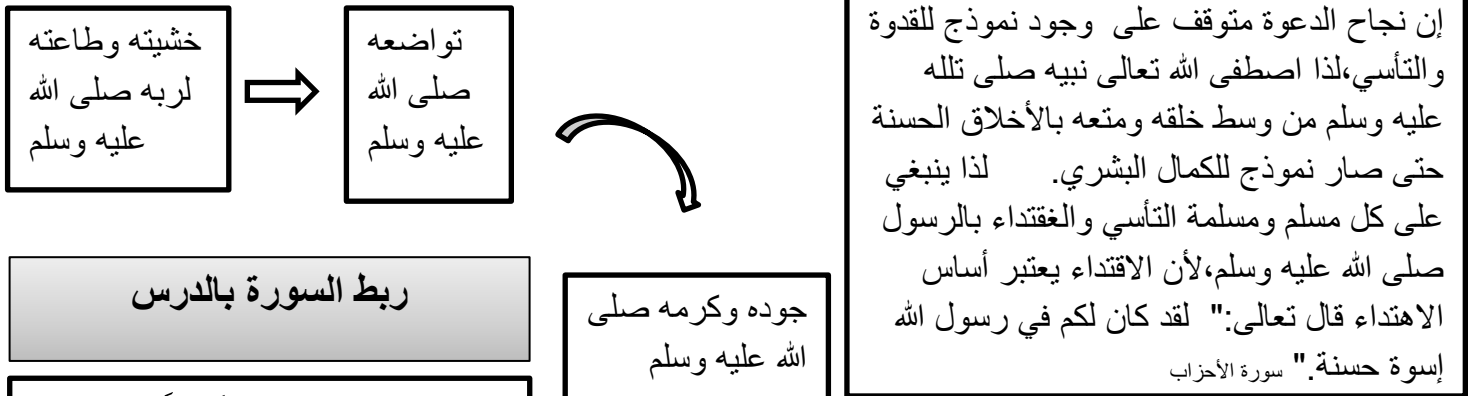 إن نجاح الدعوة متوقف على وجود نموذج للقدوة
والتأسي،لذا اصطفى الله تعالى نبيه صلى تلله
عليه وسلم من وسط خلقه ومتعه بالأخلاق الحسنة
حتى صار نموذج للكمال البشري. لذا ينبغي
على كل مسلم ومسلمة التأسي والغقتداء بالرسول
صلى الله عليه وسلم،لأن الاقتداء يعتبر أساس
الاهتداء قال تعالى:" لقد كان لكم في رسول الله
إسوة حسنة." سورة الأحزاب
خشيته وطاعته
لربه صلى الله
عليه وسلم
تواضعه
صلى الله
عليه وسلم
جوده وكرمه صلى
الله عليه وسلم
ربط السورة بالدرس